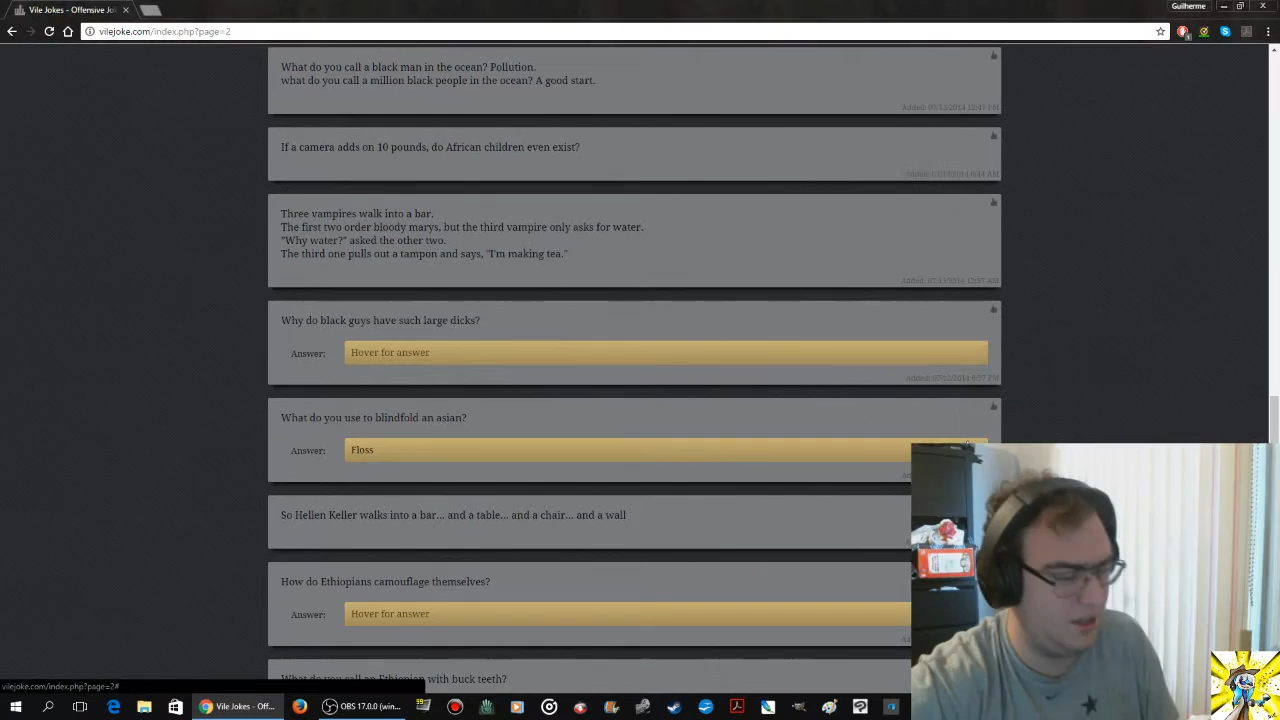 Vile Jokes - Offensive Jo
Guilherme
vilejoke.com/index.php?page=2
What do you call a black man in the ocean? Pollution.
what do you call a million black people in the ocean? A good start.
Added: 07/13/2014 12:47 PM
If a camera adds on 10 pounds, do African children even exist?
Three vampires walk into a bar.
The first two order bloody marys, but the third vampire only asks for water.
"Why water?" asked the other two.
The third one pulls out a tampon and says, "I'm making tea."
Why do black guys have such large dicks?
Answer:
Hover for answer
What do you use to blindfold an asian?
Answer:
Floss
So Hellen Keller walks into a bar... and a table... and a chair... and a wall
How do Ethiopians camouflage themselves?
Answer:
Hover for answer
What do you call an Ethiopian with buck teeth?
vilejoke.com/index.php?page=2#
Vile Jokes - Off...
OBS 17.0.0 (win...